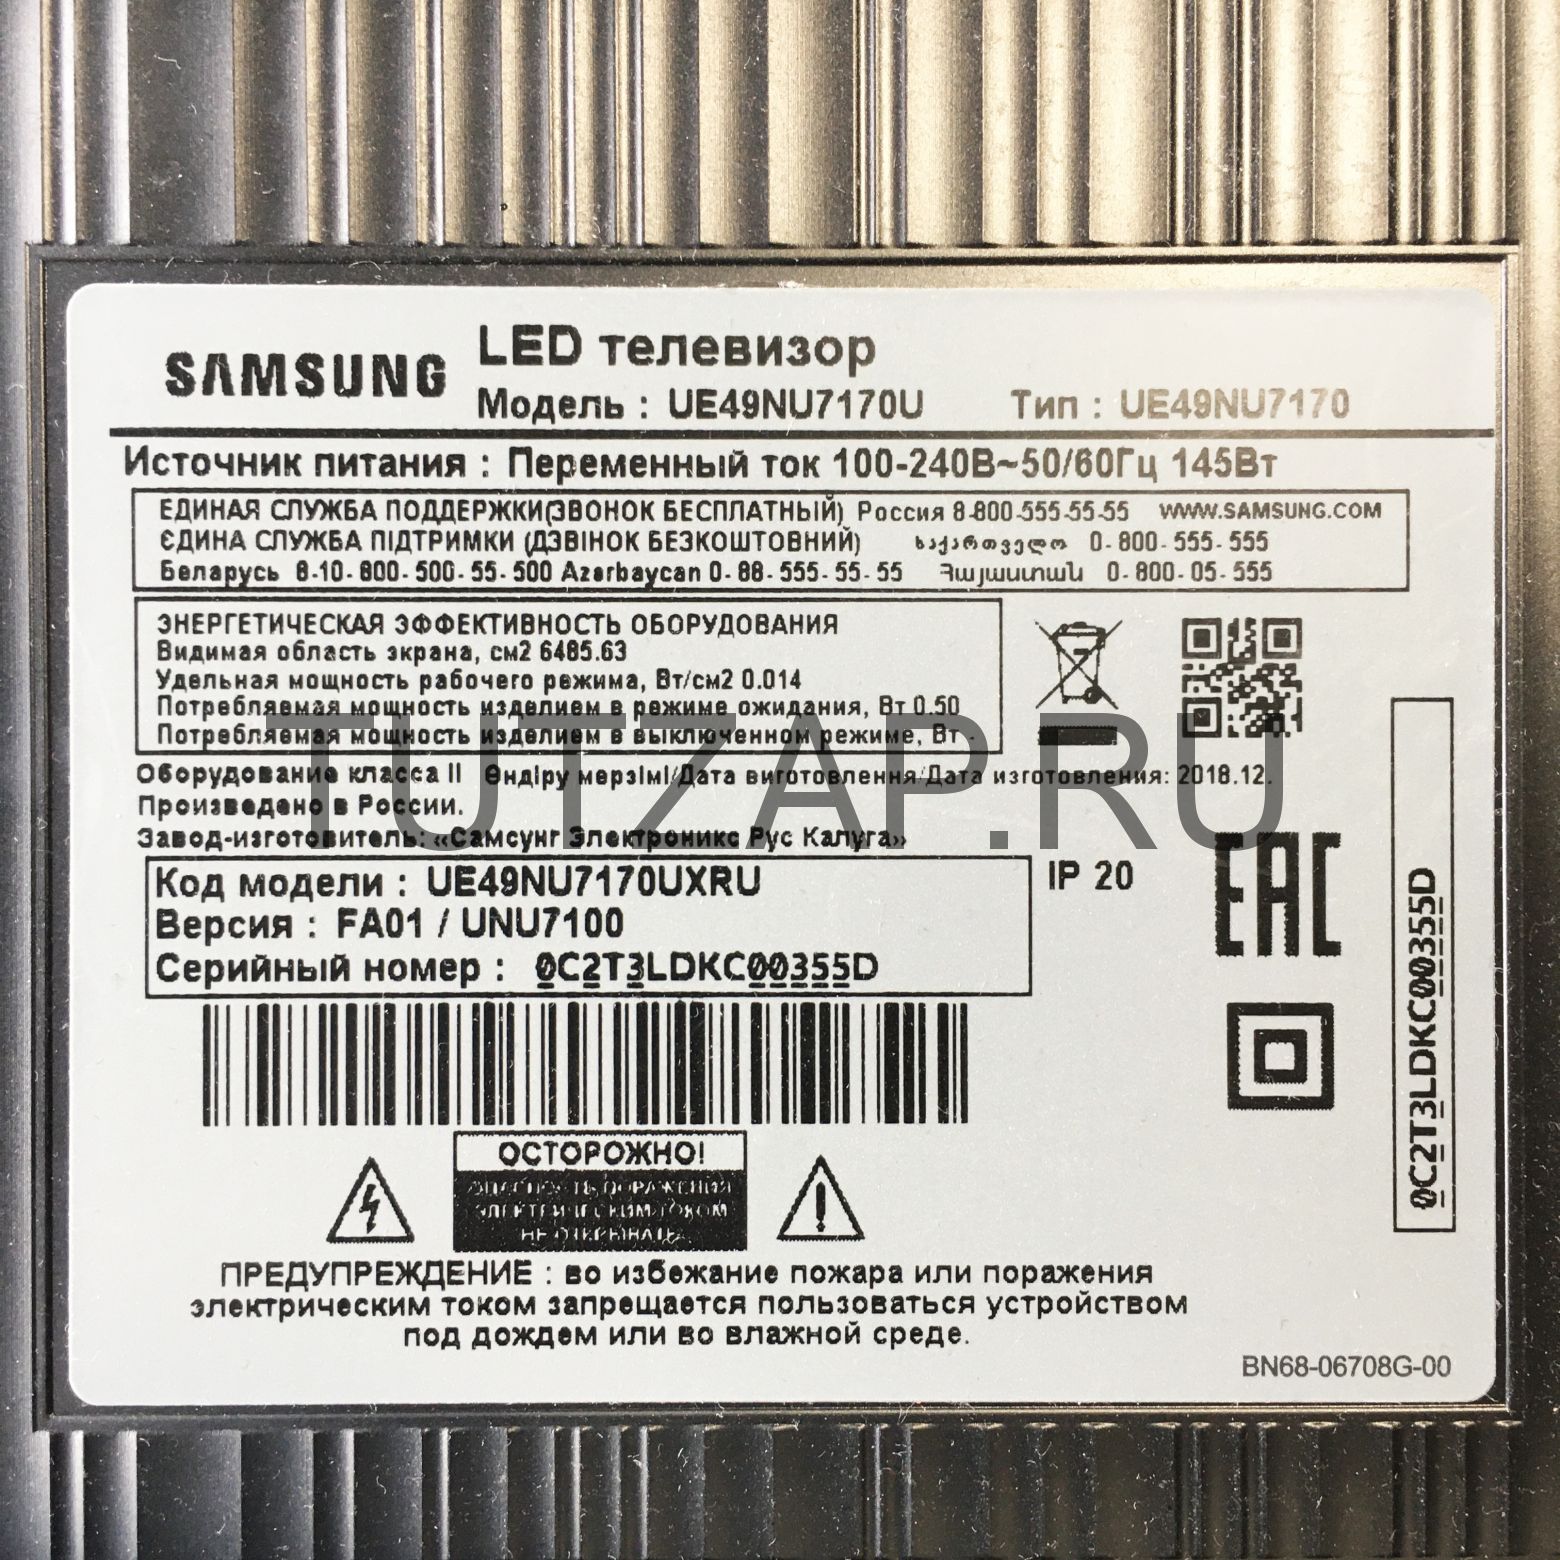 SAMSUNG
LED телевизор
Модель : UE49NU7170U Тип : UE49NU7170
Источник питания : Переменный ток 100-240В~50/60Гц 145Вт
ЕДИНАЯ СЛУЖБА ПОДДЕРЖКИ(ЗВОНОК БЕСПЛАТНЫЙ) Россия 8-800-555-55-55 WWW.SAMSUNG.COM
ЄДИНА СЛУЖБА ПІДТРИМКИ (ДЗВІНОК БЕЗКОШТОВНИЙ) საქართველო 0-800-555-555
Беларусь 8-10-800-500-55-500 Azərbaycan 0-88-555-55-55 Հայաստան 0-800-05-555
ЭНЕРГЕТИЧЕСКАЯ ЭФФЕКТИВНОСТЬ ОБОРУДОВАНИЯ
Видимая область экрана, см2 6485.63
Удельная мощность рабочего режима, Вт/см2 0.014
Потребляемая мощность изделием в режиме ожидания, Вт 0.50
Потребляемая мощность изделием в выключенном режиме, Вт -
TUTZAP.RU
Оборудование класса II Өндіру мерзімі/Дата виготовлення/Дата изготовления: 2018.12.
Произведено в России.
Завод-изготовитель: «Самсунг Электроникс Рус Калуга»
Код модели : UE49NU7170UXRU
Версия : FA01 / UNU7100
Серийный номер : 0C2T3LDKC00355D
IP 20
EAC
0C2T3LDKC00355D
ОСТОРОЖНО!
ОПАСНОСТЬ ПОРАЖЕНИЯ
ЭЛЕКТРИЧЕСКИМ ТОКОМ
НЕ ОТКРЫВАТЬ
ПРЕДУПРЕЖДЕНИЕ : во избежание пожара или поражения
электрическим током запрещается пользоваться устройством
под дождем или во влажной среде.
BN68-06708G-00